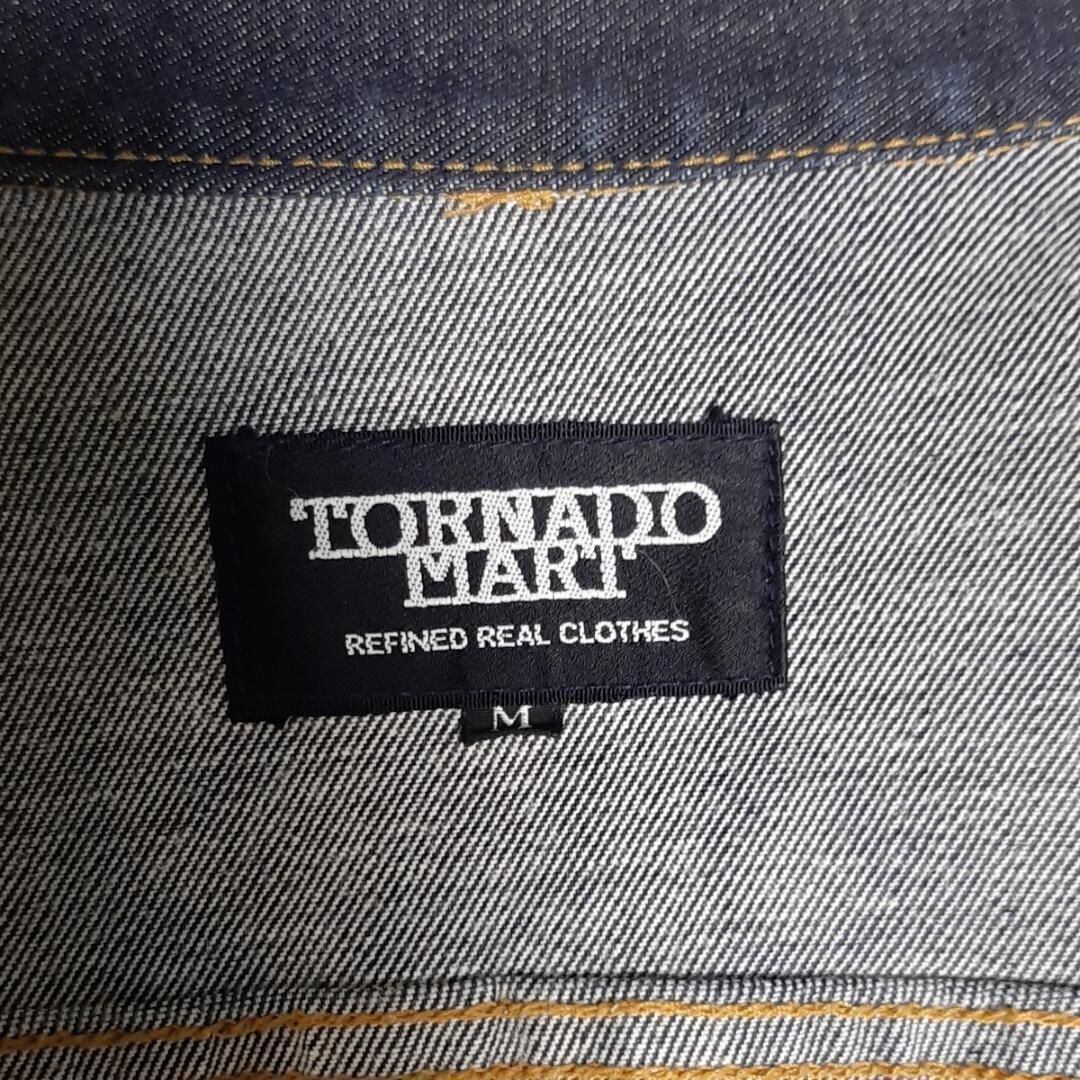 TORNADO
MART
REFINED REAL CLOTHES
M